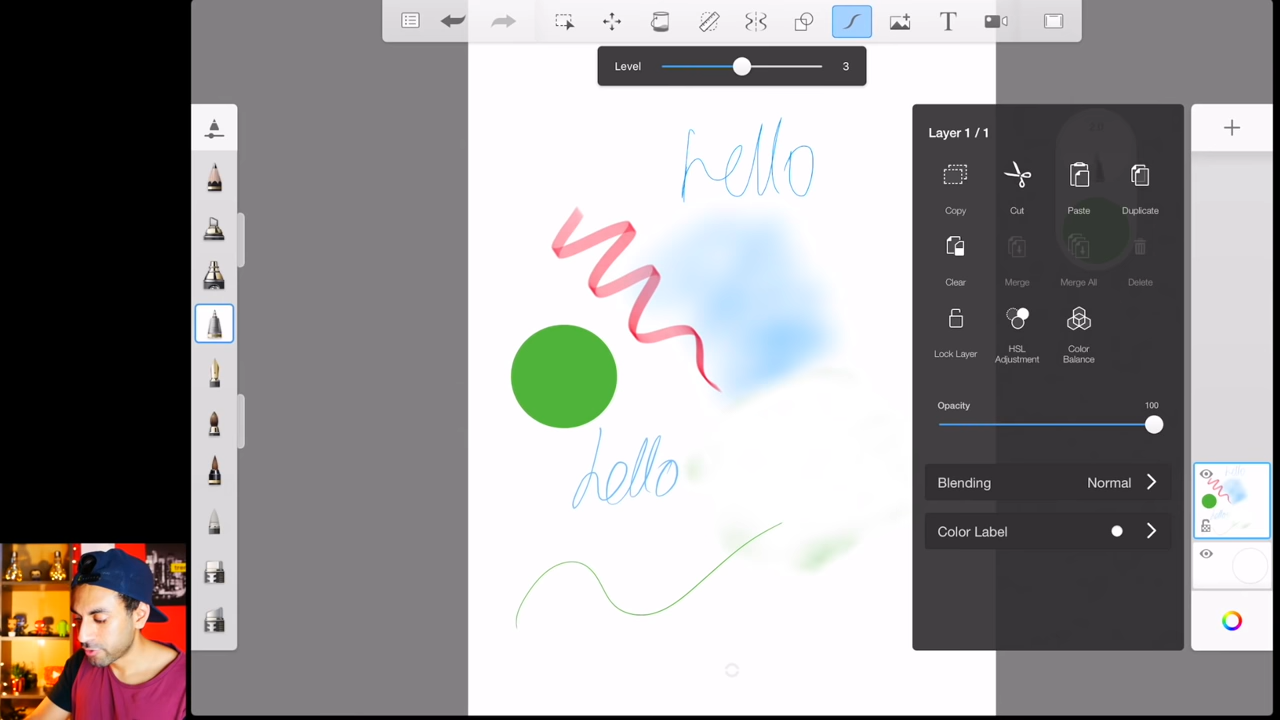 Level 3
hello
Layer 1 / 1
Copy Cut Paste Duplicate
Clear Merge Merge All Delete
Lock Layer HSL Adjustment Color Balance
Opacity 100
hello
Blending Normal
Color Label